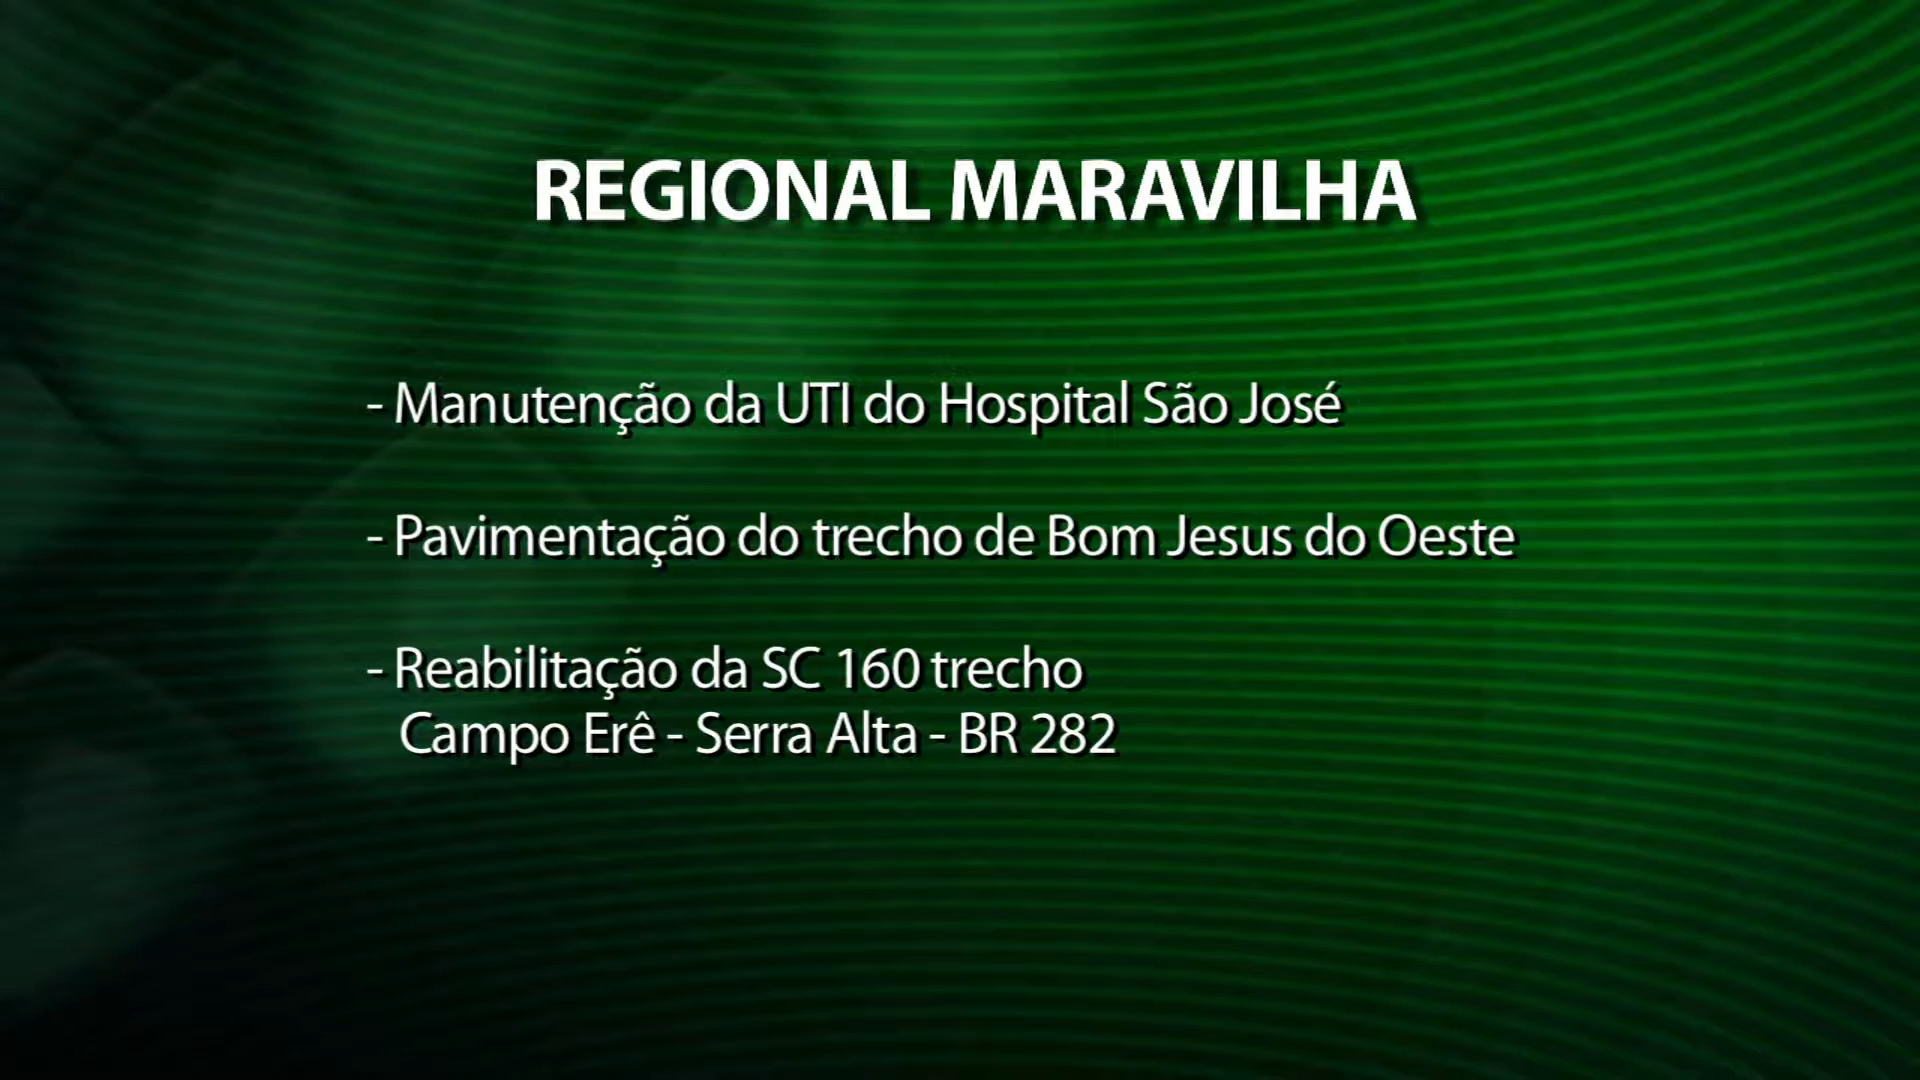 REGIONAL MARAVILHA
- Manutenção da UTI do Hospital São José
- Pavimentação do trecho de Bom Jesus do Oeste
- Reabilitação da SC 160 trecho
Campo Erê - Serra Alta - BR 282